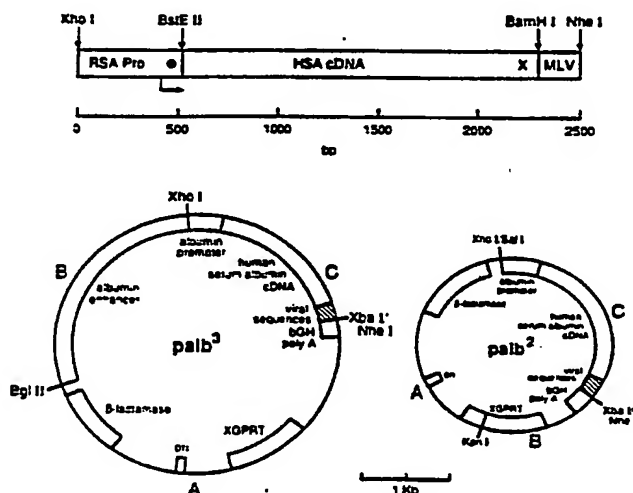 Xho I BstE II BamH I Nhe I
RSA Pro HSA cDNA X MLV
0 500 1000 1500 2000 2500
bp
Xho I
albumin
promoter
B
albumin
enhancer
human
serum albumin
cDNA
C
viral
sequences
bGH
poly A
Xba I'
Nhe I
palb3
Bgl II
β-lactamase
XGPRT
A
Xho I/Sal I
albumin
promoter
β-lactamase
human
serum albumin
cDNA
C
palb2
viral
sequences
bGH
poly A
Xba I'
Nhe I
ori
A
Kpn I
XGPRT
B
1 Kp